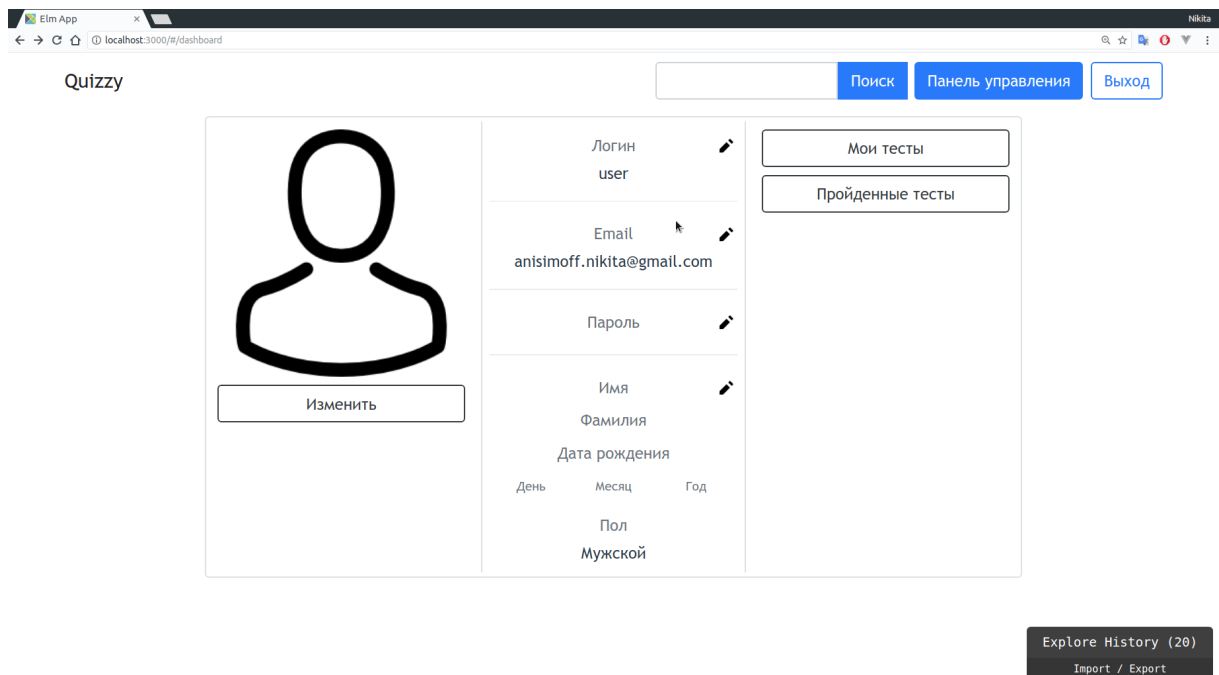 Elm App
Nikita
localhost:3000/#/dashboard
Quizzy
Поиск
Панель управления
Выход
Логин
user
Email
anisimoff.nikita@gmail.com
Пароль
Имя
Фамилия
Дата рождения
День Месяц Год
Пол
Мужской
Изменить
Мои тесты
Пройденные тесты
Explore History (20)
Import / Export